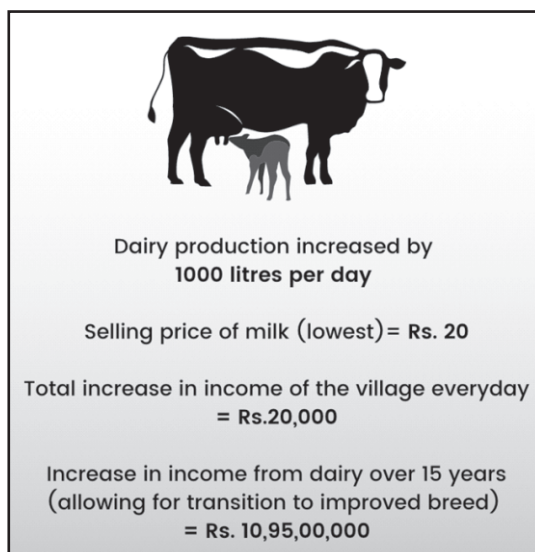 Dairy production increased by
1000 litres per day
Selling price of milk (lowest)= Rs. 20
Total increase in income of the village everyday
= Rs.20,000
Increase in income from dairy over 15 years
(allowing for transition to improved breed)
= Rs. 10,95,00,000